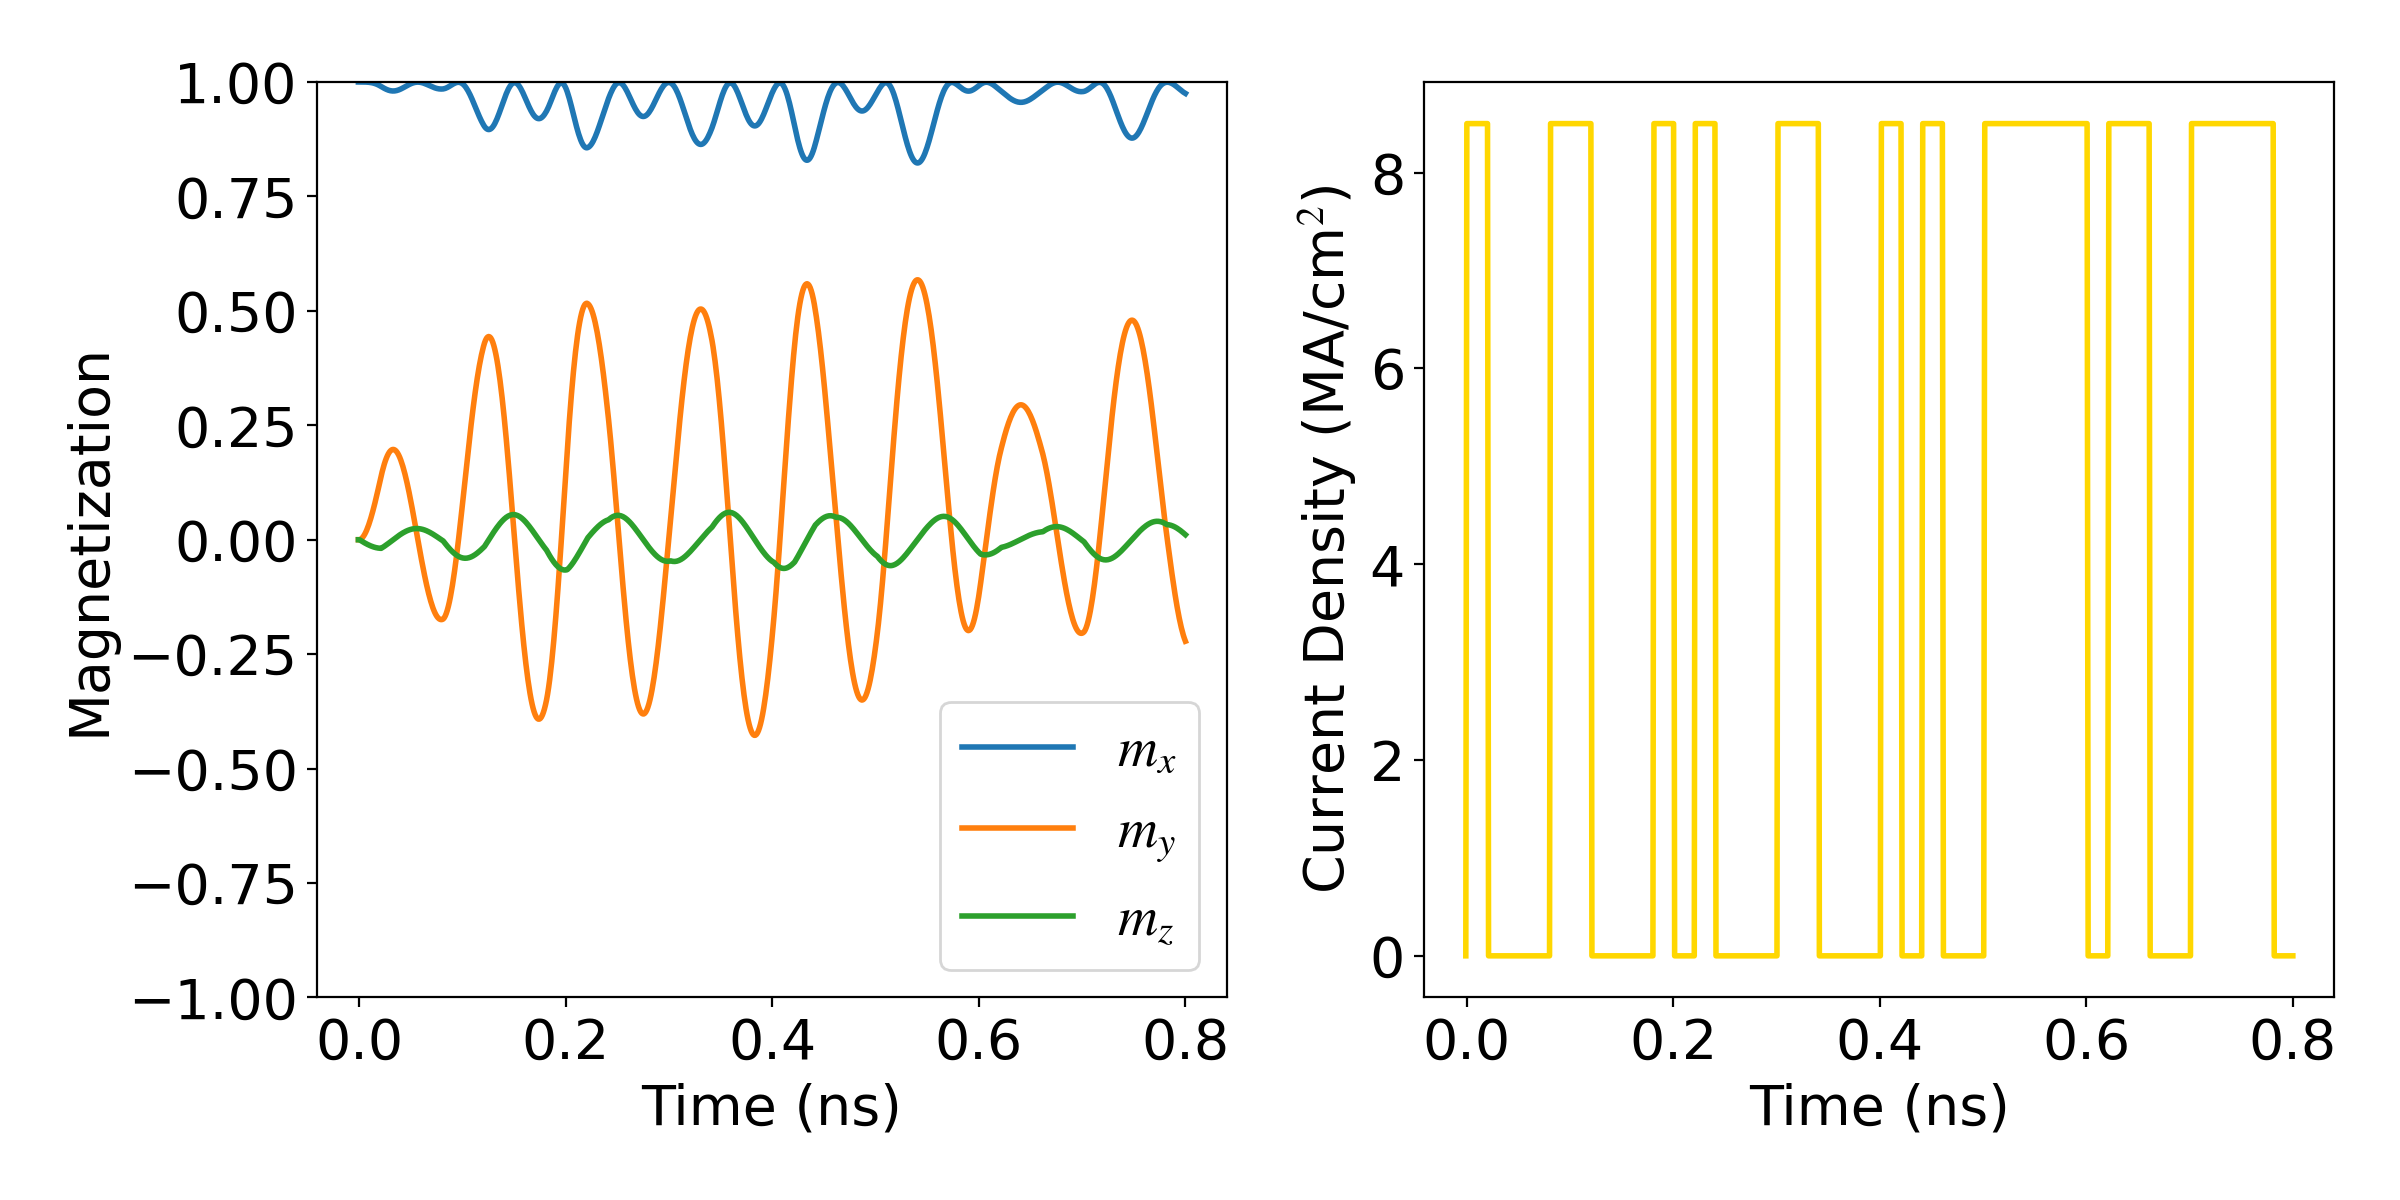 1.00
0.75
0.50
0.25
0.00
−0.25
−0.50
−0.75
−1.00
Magnetization
0.0 0.2 0.4 0.6 0.8
Time (ns)
mₓ
m_y
m_z
8
6
4
2
0
Current Density (MA/cm²)
0.0 0.2 0.4 0.6 0.8
Time (ns)